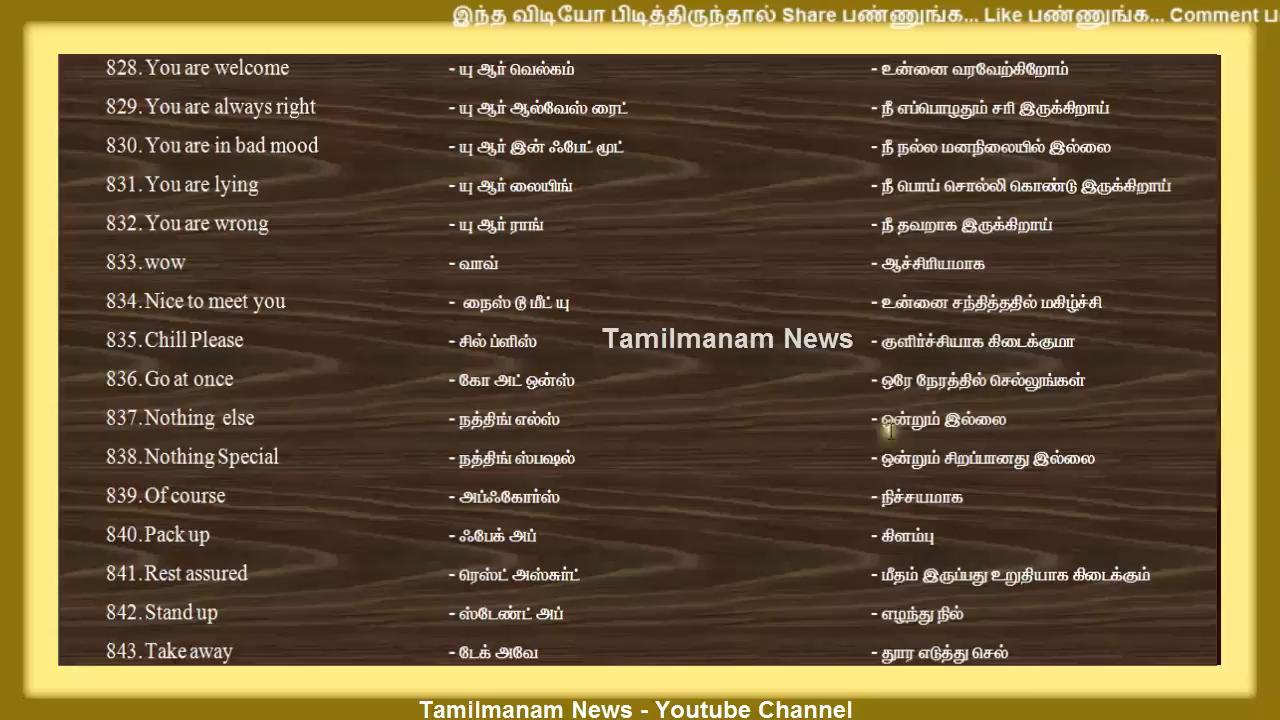 இந்த விடியோ பிடித்திருந்தால் Share பண்ணுங்க... Like பண்ணுங்க... Comment ப
828. You are welcome - யு ஆர் வெல்கம் - உன்னை வரவேற்கிறோம்
829. You are always right - யு ஆர் ஆல்வேஸ் ரைட் - நீ எப்பொழதும் சரி இருக்கிறாய்
830. You are in bad mood - யு ஆர் இன் ஃபேட் மூட் - நீ நல்ல மனநிலையில் இல்லை
831. You are lying - யு ஆர் லையிங் - நீ பொய் சொல்லி கொண்டு இருக்கிறாய்
832. You are wrong - யு ஆர் ராங் - நீ தவறாக இருக்கிறாய்
833. wow - வாவ் - ஆச்சிரியமாக
834. Nice to meet you - நைஸ் டூ மீட் யு - உன்னை சந்தித்ததில் மகிழ்ச்சி
835. Chill Please - சில் ப்ளிஸ் - குளிர்ச்சியாக கிடைக்குமா
Tamilmanam News
836. Go at once - கோ அட் ஒன்ஸ் - ஒரே நேரத்தில் செல்லுங்கள்
837. Nothing else - நத்திங் எல்ஸ் - ஒன்றும் இல்லை
838. Nothing Special - நத்திங் ஸ்பஷல் - ஒன்றும் சிறப்பானது இல்லை
839. Of course - அப்ஃகோர்ஸ் - நிச்சயமாக
840. Pack up - ஃபேக் அப் - கிளம்பு
841. Rest assured - ரெஸ்ட் அஸ்சுர்ட் - மீதம் இருப்பது உறுதியாக கிடைக்கும்
842. Stand up - ஸ்டேண்ட் அப் - எழந்து நில்
843. Take away - டேக் அவே - தூர எடுத்து செல்
Tamilmanam News - Youtube Channel